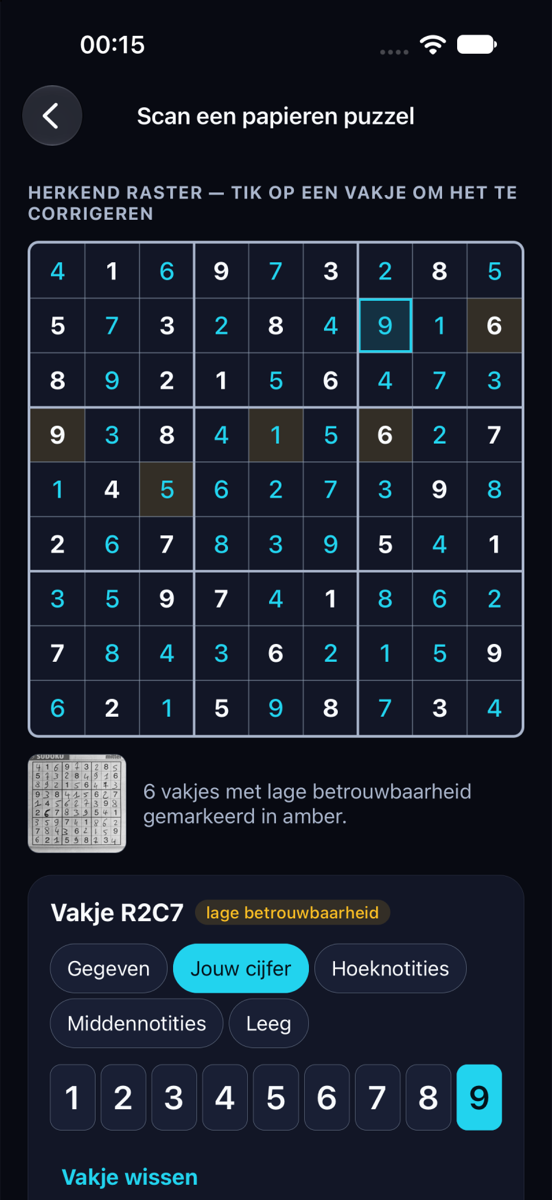 00:15
Scan een papieren puzzel
HERKEND RASTER — TIK OP EEN VAKJE OM HET TE
CORRIGEREN
4 1 6 9 7 3 2 8 5
5 7 3 2 8 4 9 1 6
8 9 2 1 5 6 4 7 3
9 3 8 4 1 5 6 2 7
1 4 5 6 2 7 3 9 8
2 6 7 8 3 9 5 4 1
3 5 9 7 4 1 8 6 2
7 8 4 3 6 2 1 5 9
6 2 1 5 9 8 7 3 4
SUDOKU
6 vakjes met lage betrouwbaarheid
gemarkeerd in amber.
Vakje R2C7 lage betrouwbaarheid
Gegeven Jouw cijfer Hoeknotities
Middennotities Leeg
1 2 3 4 5 6 7 8 9
Vakje wissen